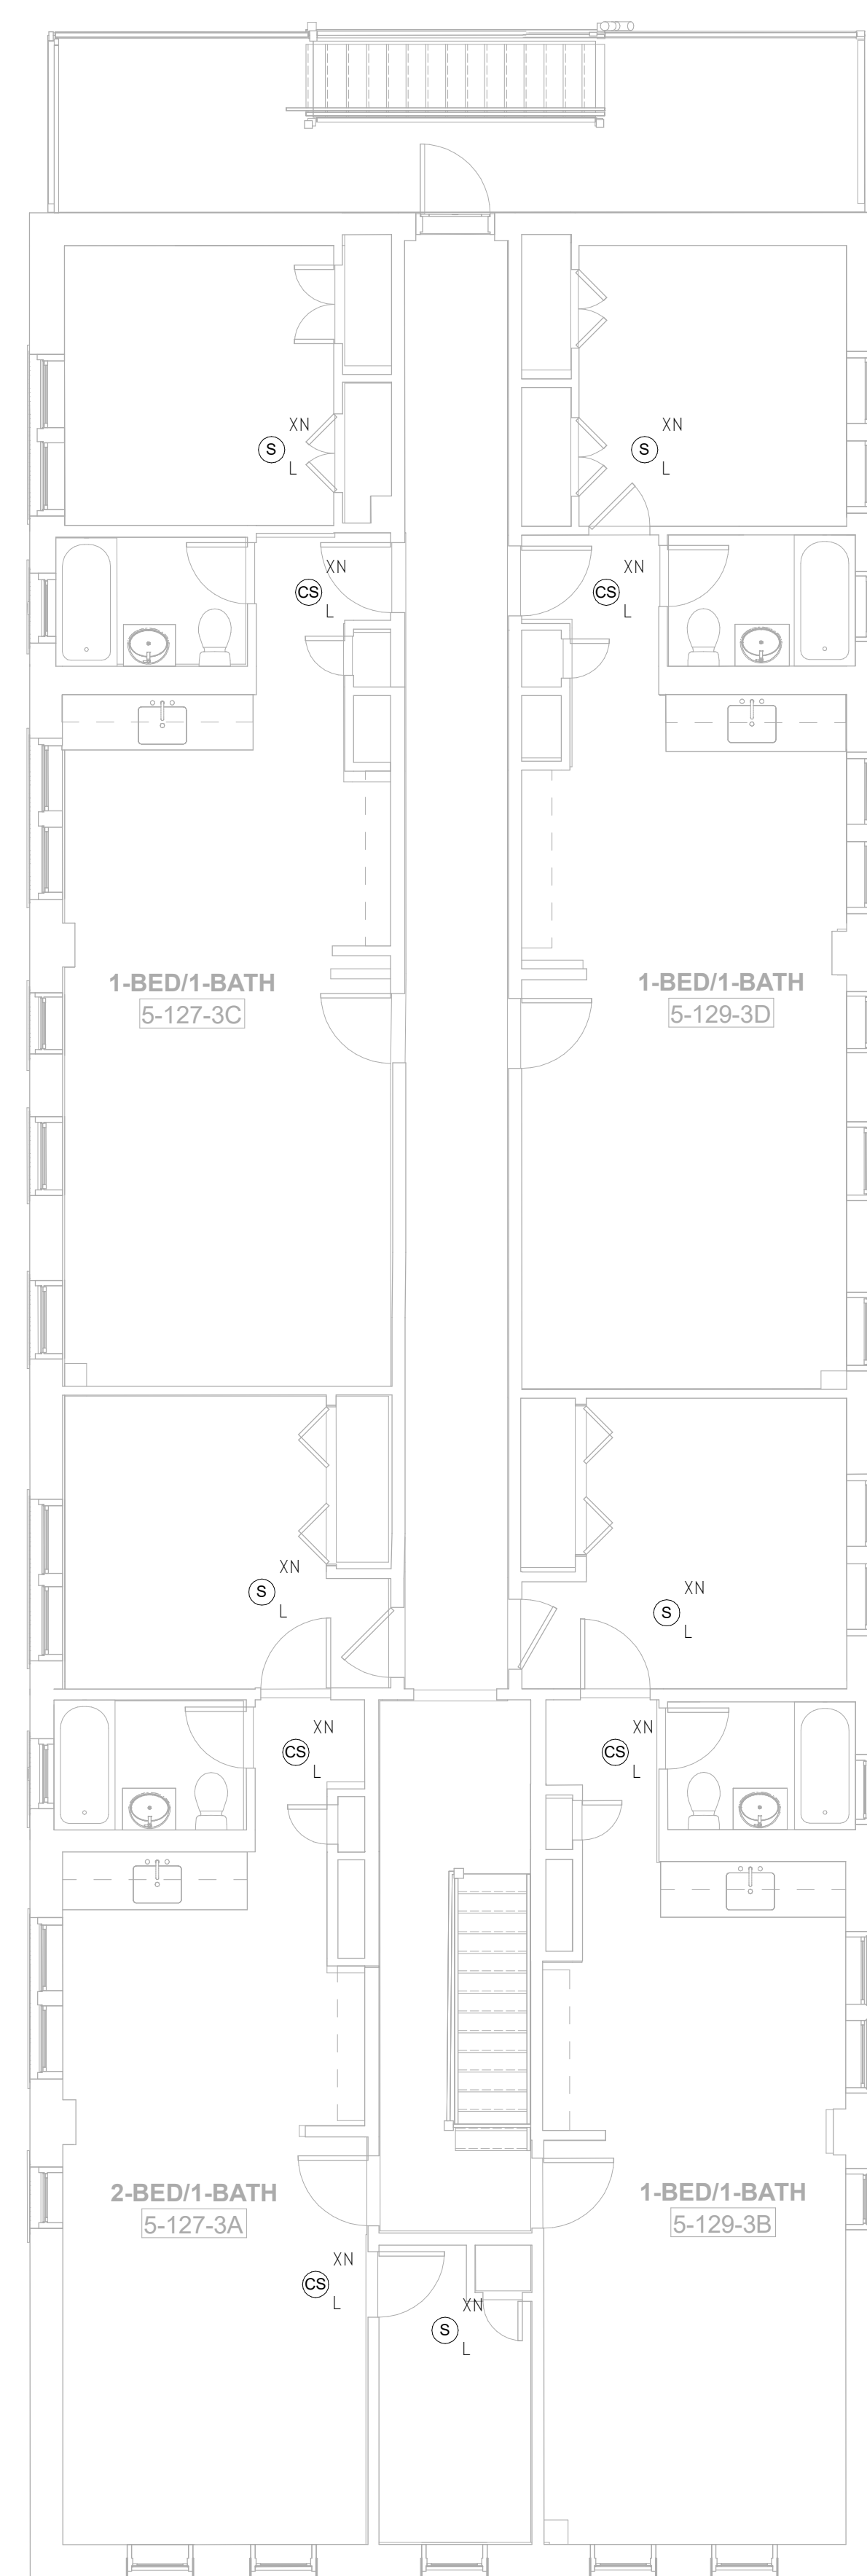 XN
S
L
XN
S
L
XN
CS
L
XN
CS
L
1-BED/1-BATH
5-127-3C
1-BED/1-BATH
5-129-3D
XN
S
L
XN
S
L
XN
CS
L
XN
CS
L
2-BED/1-BATH
5-127-3A
1-BED/1-BATH
5-129-3B
XN
CS
L
XN
S
L